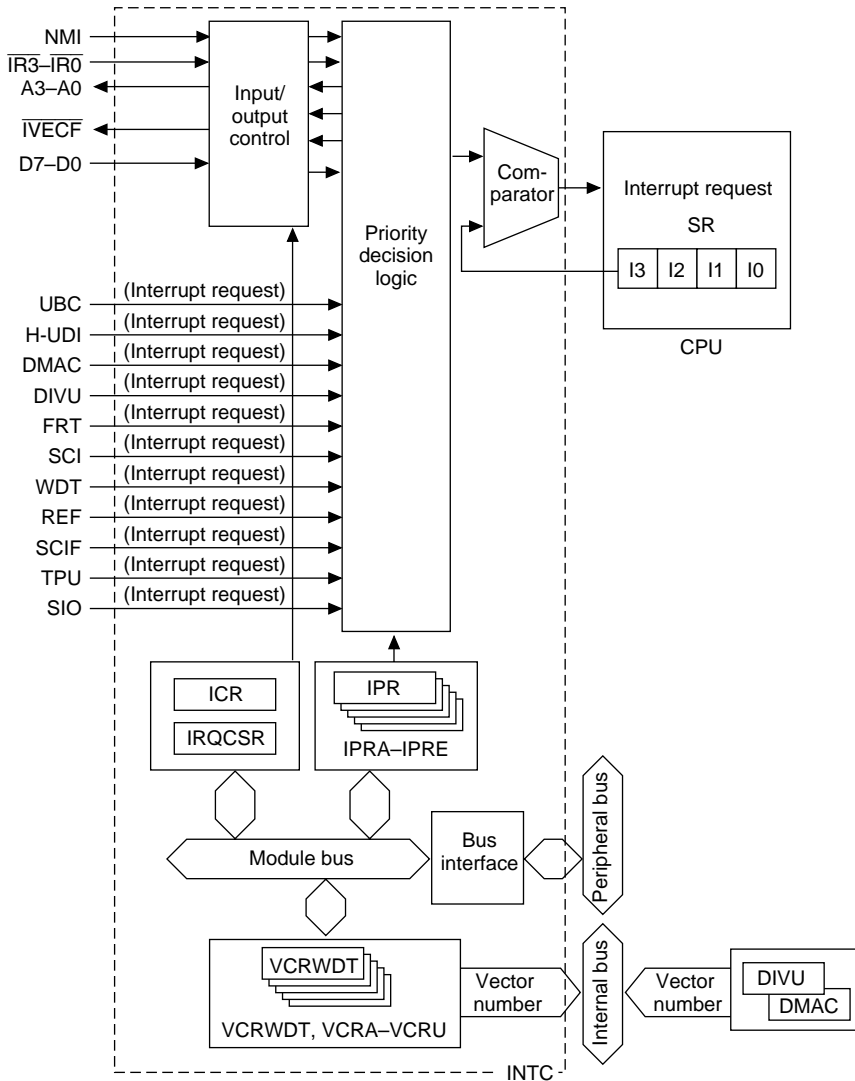 NMI
IR3–IR0
A3–A0
IVECF
D7–D0
Input/
output
control
Priority
decision
logic
Com-
parator
Interrupt request
SR
I3 I2 I1 I0
CPU
UBC (Interrupt request)
H-UDI (Interrupt request)
DMAC (Interrupt request)
DIVU (Interrupt request)
FRT (Interrupt request)
SCI (Interrupt request)
WDT (Interrupt request)
REF (Interrupt request)
SCIF (Interrupt request)
TPU (Interrupt request)
SIO (Interrupt request)
ICR
IRQCSR
IPR
IPRA–IPRE
Module bus
Bus
interface
Peripheral bus
VCRWDT
VCRWDT, VCRA–VCRU
Vector
number
Internal bus
Vector
number
DIVU
DMAC
INTC